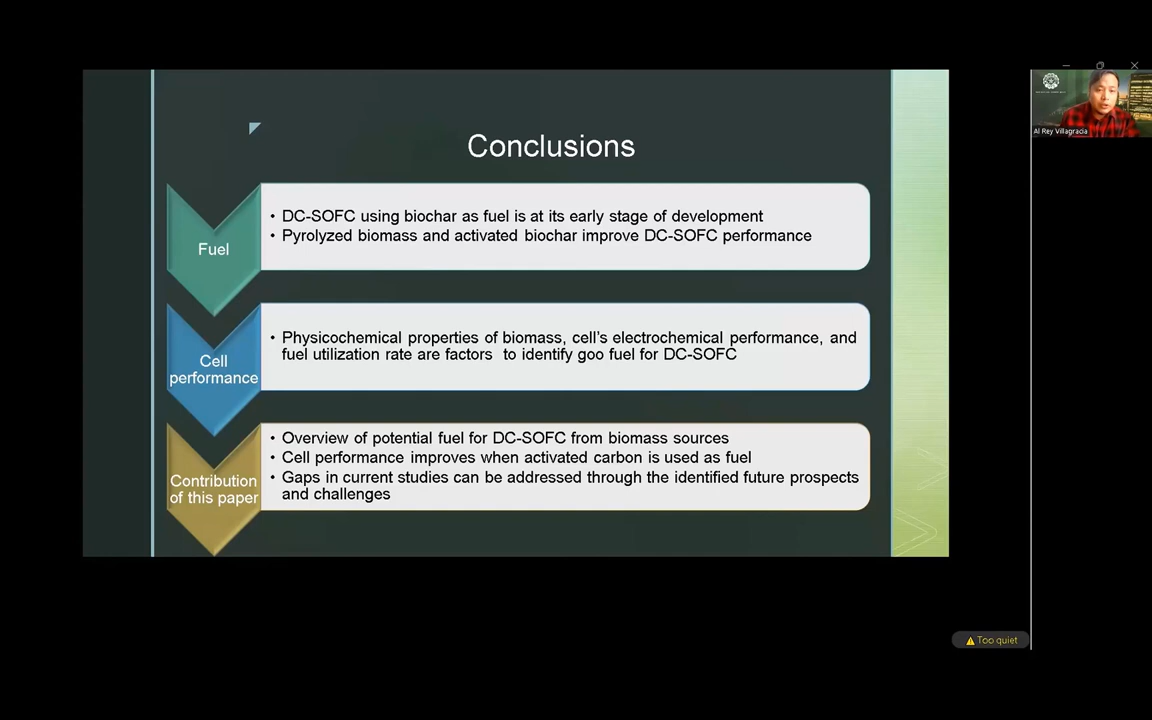 Conclusions
Fuel
• DC-SOFC using biochar as fuel is at its early stage of development
• Pyrolyzed biomass and activated biochar improve DC-SOFC performance
Cell
performance
• Physicochemical properties of biomass, cell's electrochemical performance, and
fuel utilization rate are factors to identify goo fuel for DC-SOFC
Contribution
of this paper
• Overview of potential fuel for DC-SOFC from biomass sources
• Cell performance improves when activated carbon is used as fuel
• Gaps in current studies can be addressed through the identified future prospects
and challenges
Al Rey Villagracia
Too quiet